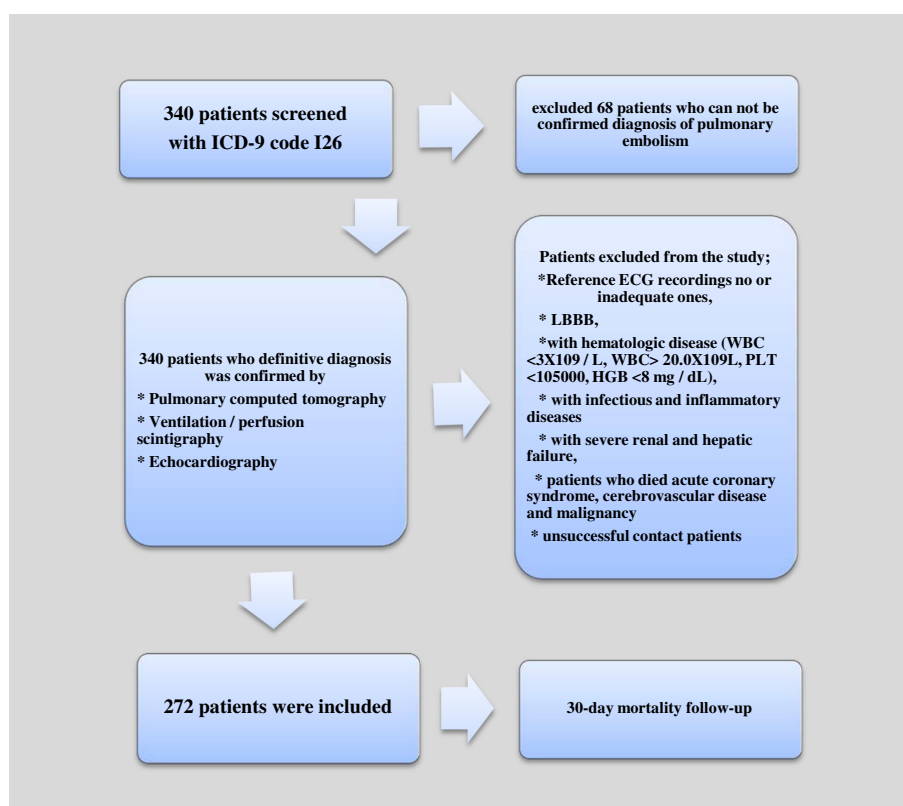 340 patients screened
with ICD-9 code I26
excluded 68 patients who can not be
confirmed diagnosis of pulmonary
embolism
340 patients who definitive diagnosis
was confirmed by
* Pulmonary computed tomography
* Ventilation / perfusion
scintigraphy
* Echocardiography
Patients excluded from the study;
*Reference ECG recordings no or
inadequate ones,
* LBBB,
*with hematologic disease (WBC
<3X109 / L, WBC> 20.0X109L, PLT
<105000, HGB <8 mg / dL),
* with infectious and inflammatory
diseases
* with severe renal and hepatic
failure,
* patients who died acute coronary
syndrome, cerebrovascular disease
and malignancy
* unsuccessful contact patients
272 patients were included
30-day mortality follow-up